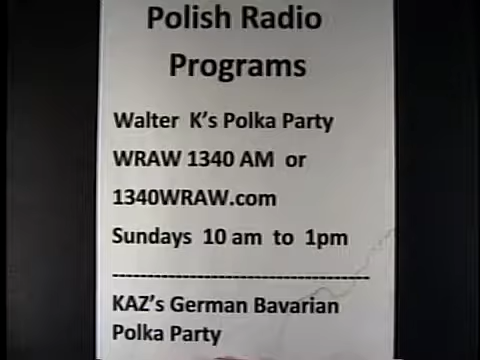 Polish Radio
Programs
Walter K's Polka Party
WRAW 1340 AM or
1340WRAW.com
Sundays 10 am to 1pm
-----------------------------------
KAZ's German Bavarian
Polka Party